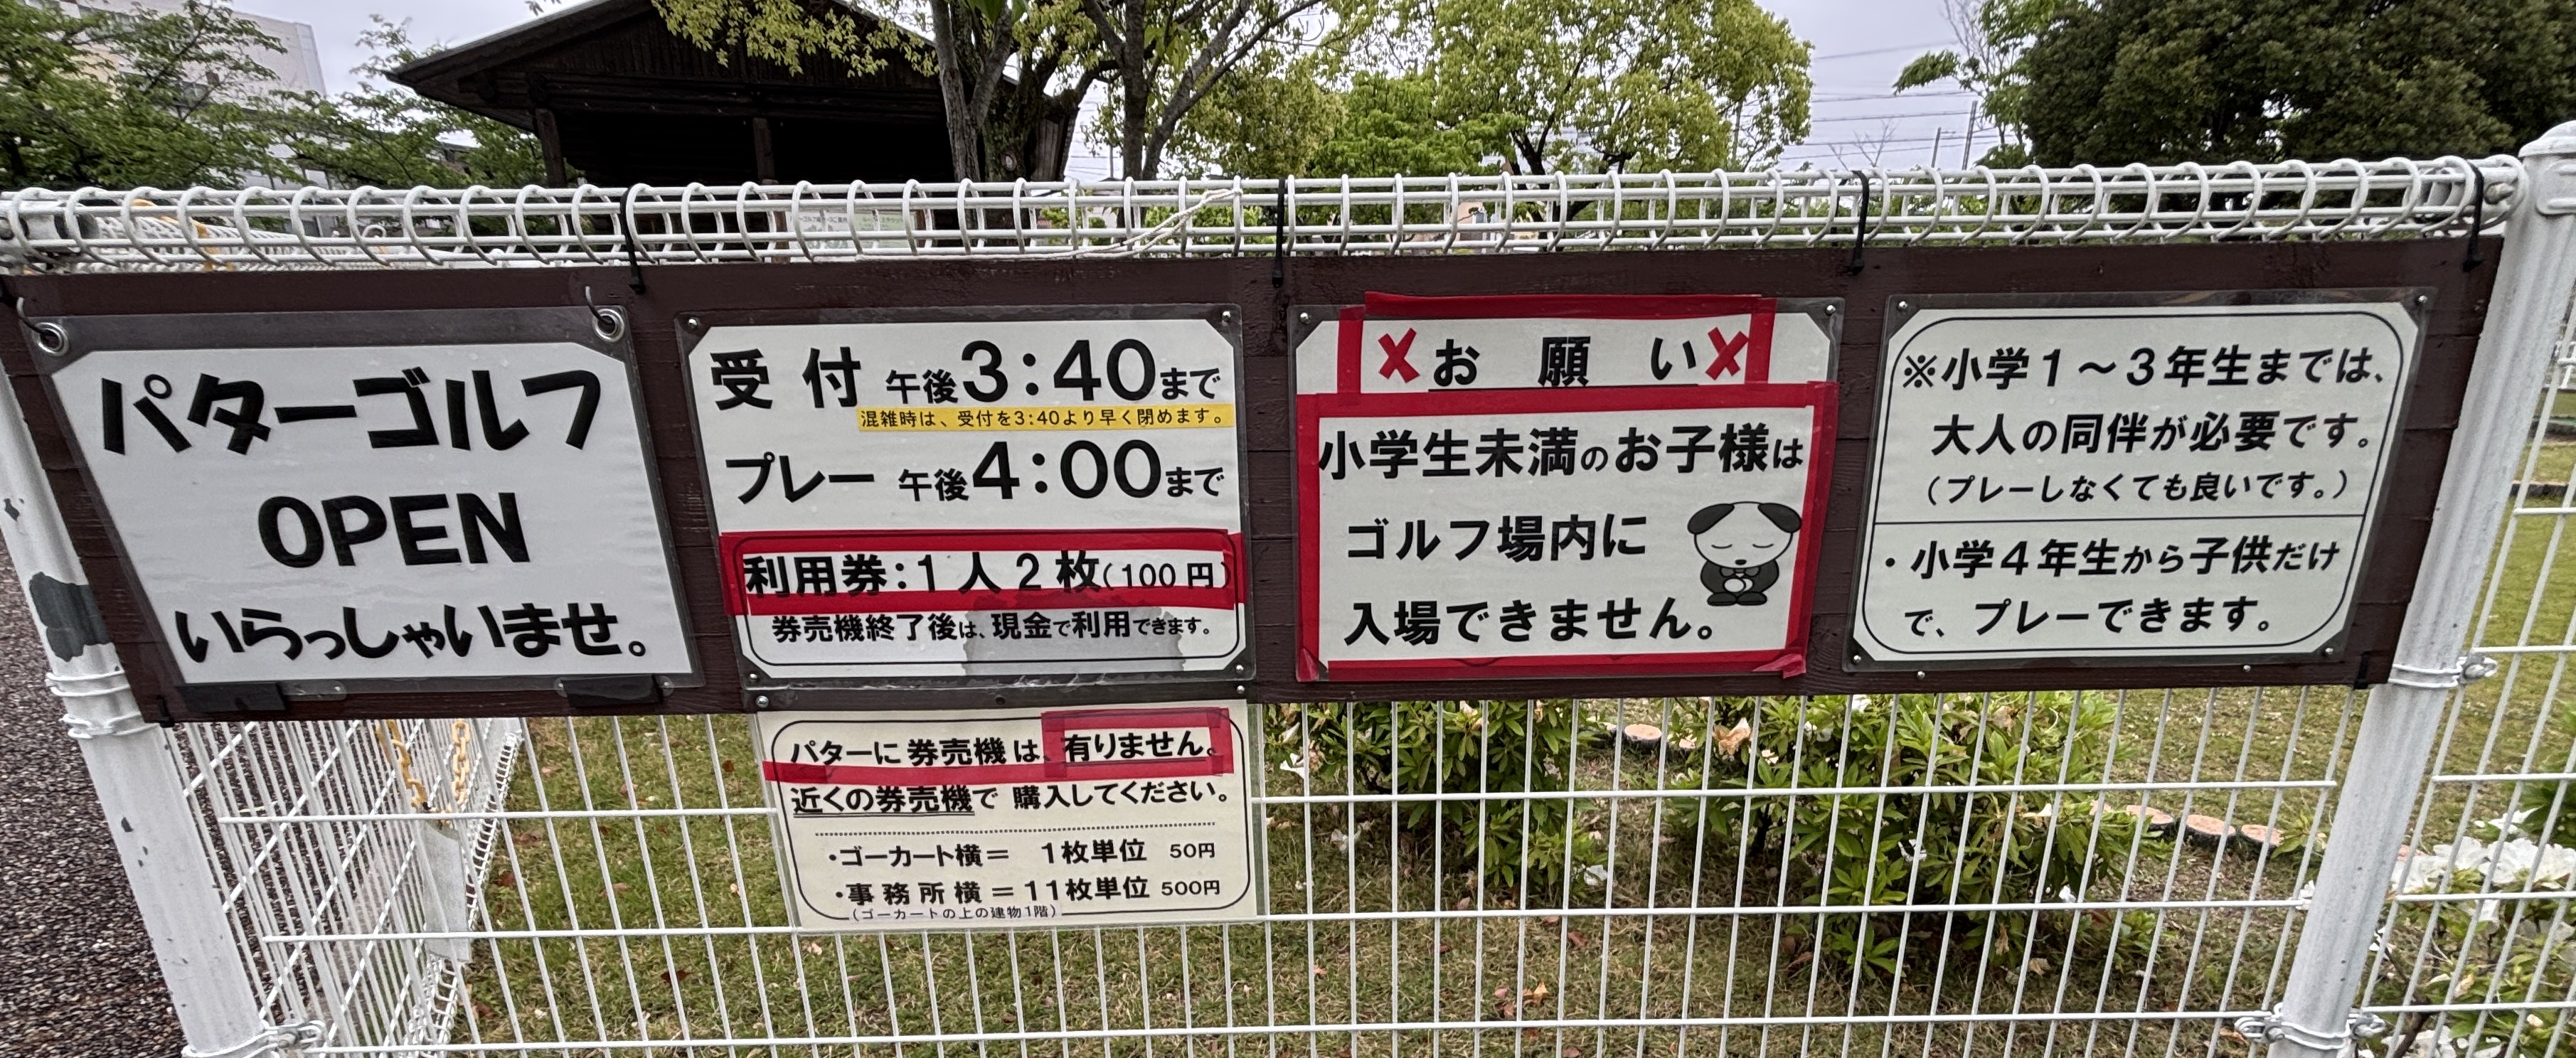 パターゴルフ
OPEN
いらっしゃいませ。
受付 午後3:40まで
混雑時は、受付を3:40より早く閉めます。
プレー 午後4:00まで
利用券:1人2枚(100円)
券売機終了後は、現金で利用できます。
パターに券売機は、有りません。
近くの券売機で 購入してください。
・ゴーカート横= 1枚単位 50円
・事務所横=11枚単位 500円
(ゴーカートの上の建物1階)
×お願い×
小学生未満のお子様は
ゴルフ場内に
入場できません。
※小学1~3年生までは、
大人の同伴が必要です。
(プレーしなくても良いです。)
・小学4年生から子供だけ
で、プレーできます。